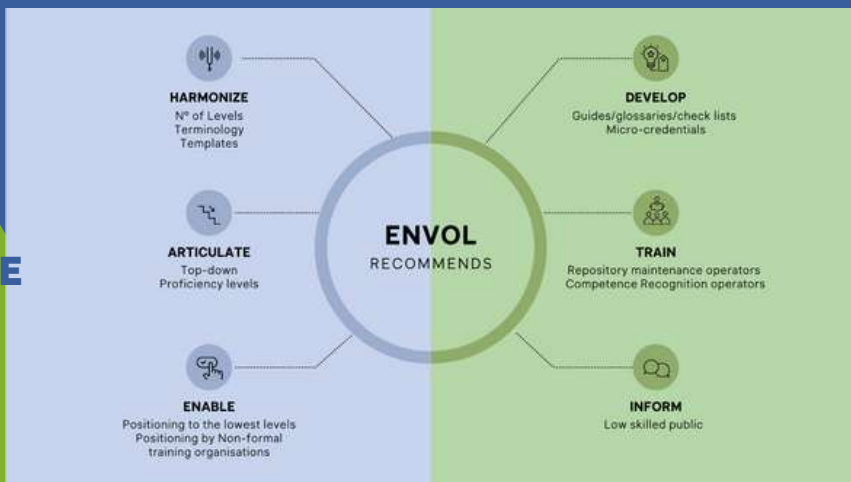 HARMONIZE
N° of Levels
Terminology
Templates
ARTICULATE
Top-down
Proficiency levels
ENABLE
Positioning to the lowest levels
Positioning by Non-formal
training organisations
E
ENVOL
RECOMMENDS
DEVELOP
Guides/glossaries/check lists
Micro-credentials
TRAIN
Repository maintenance operators
Competence Recognition operators
INFORM
Low skilled public